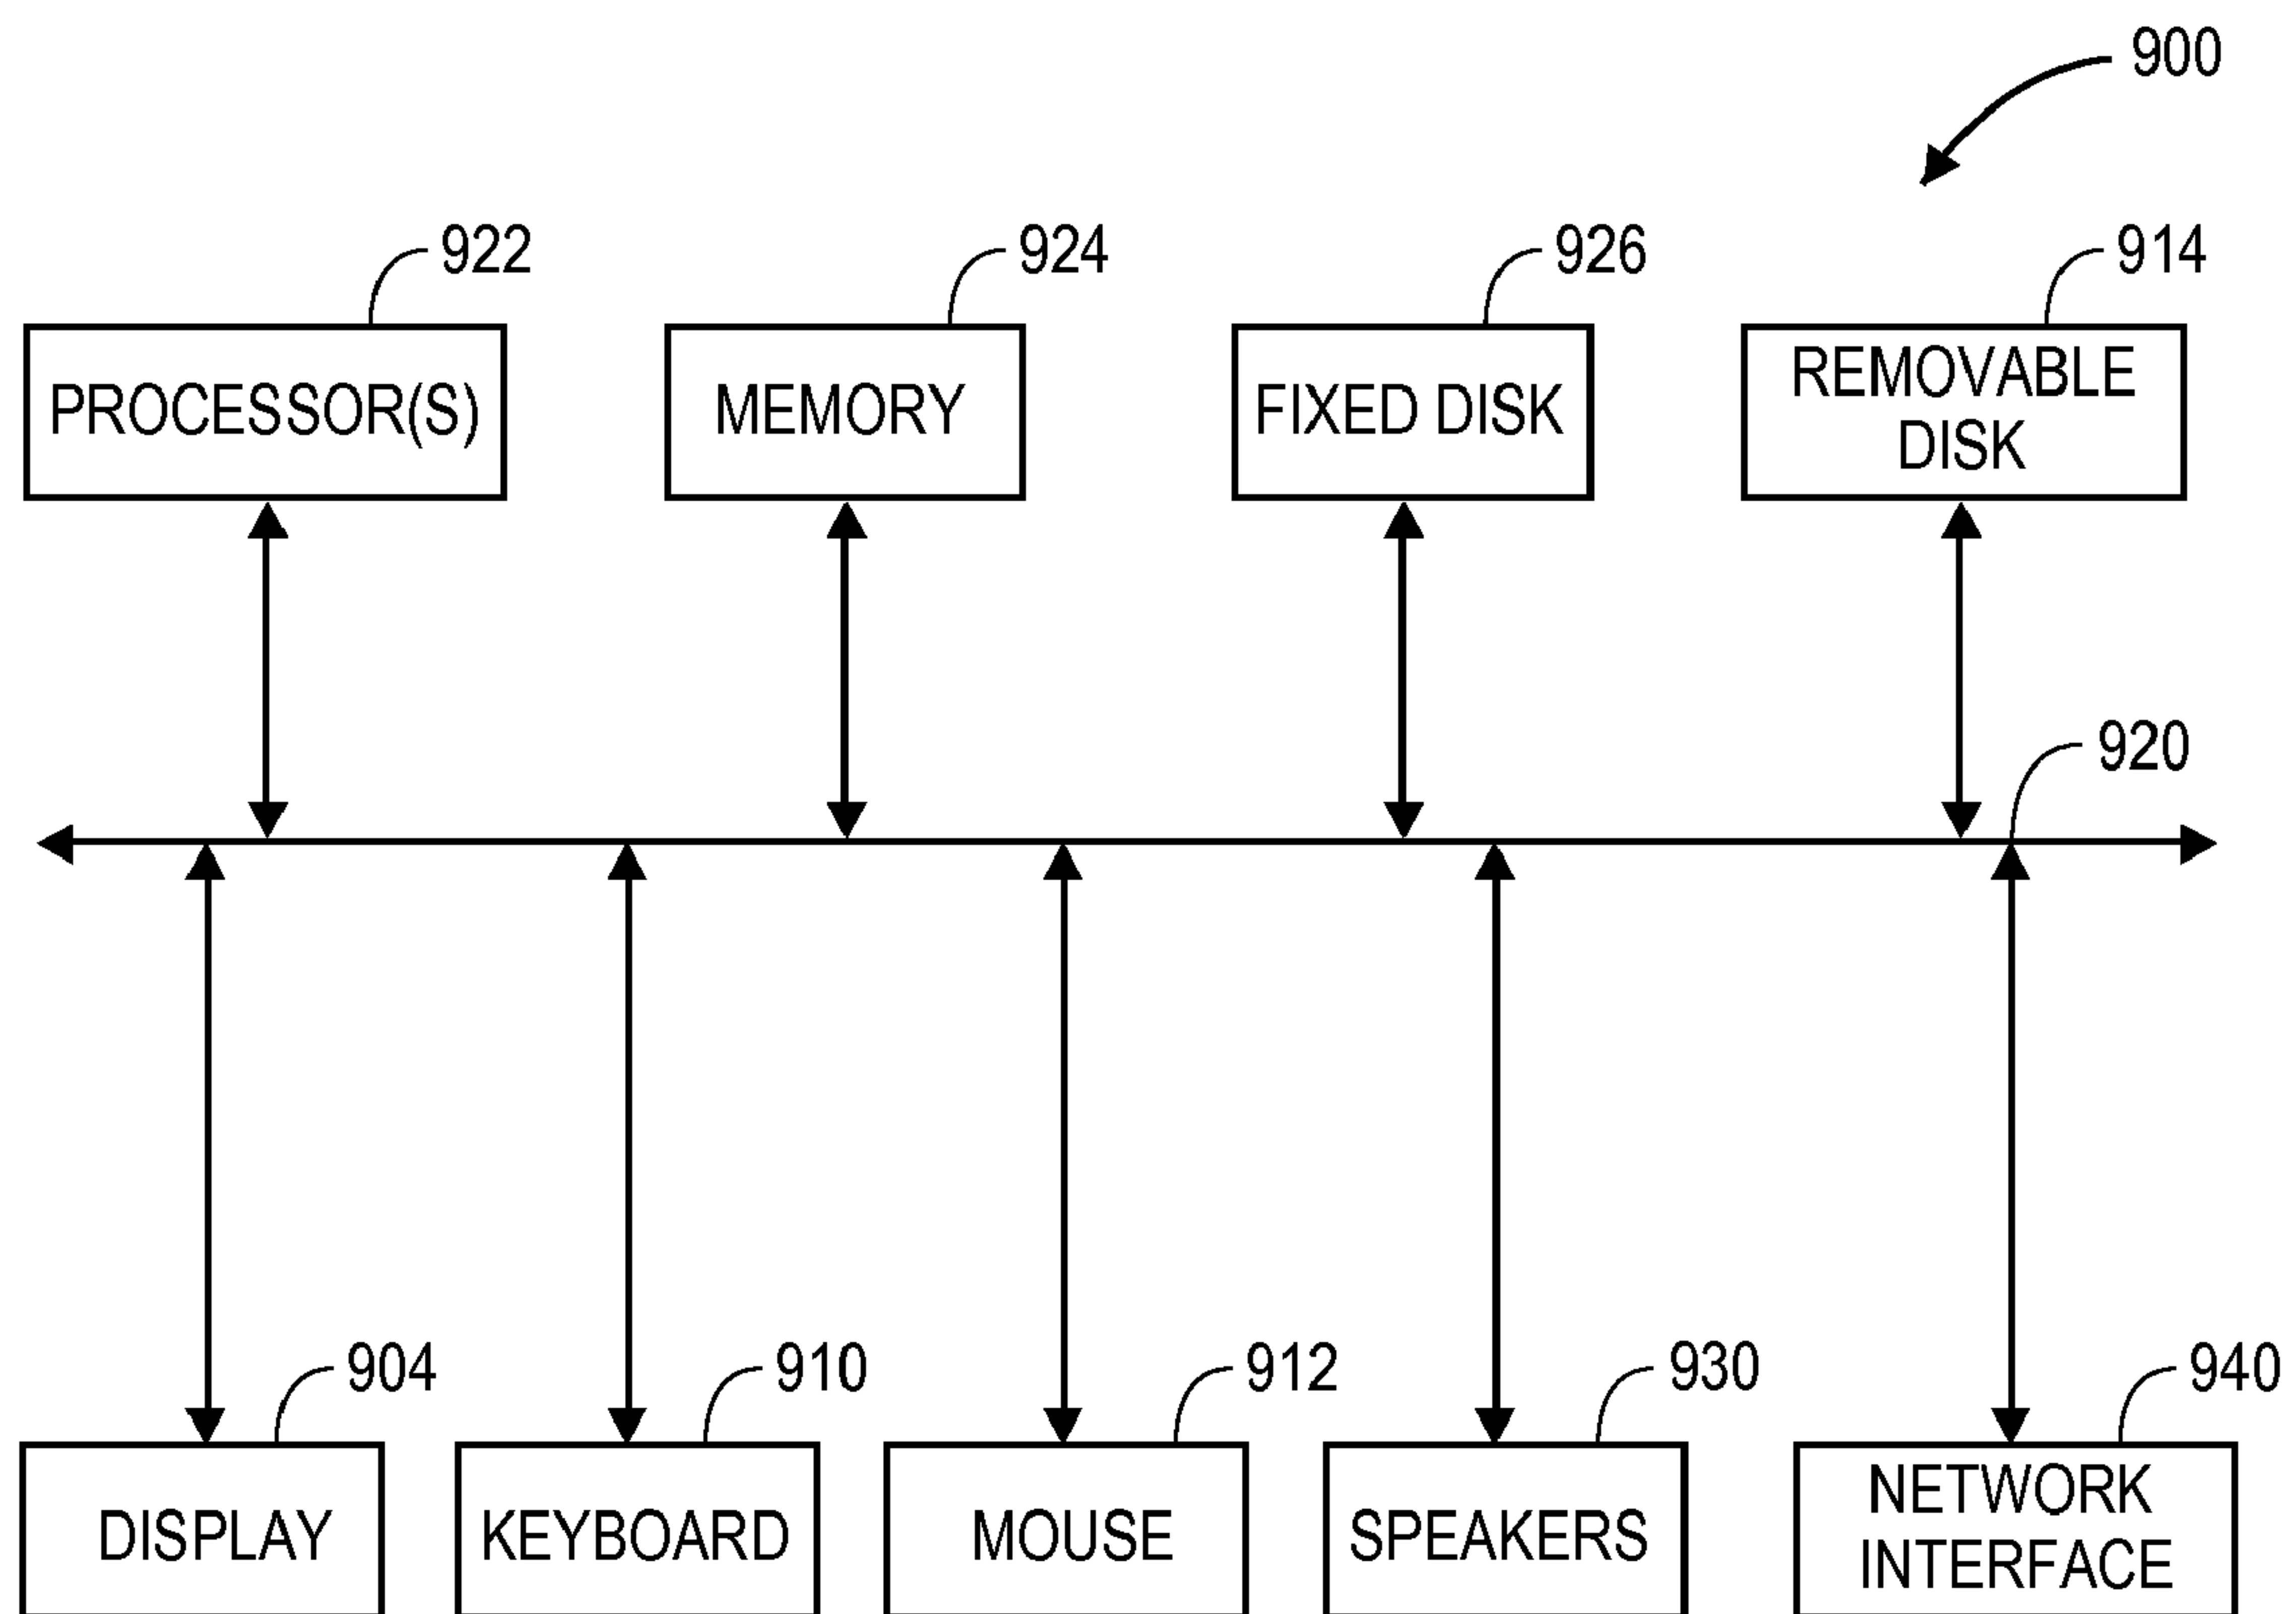 900
922
924
926
914
PROCESSOR(S)
MEMORY
FIXED DISK
REMOVABLE
DISK
920
904
910
912
930
940
DISPLAY
KEYBOARD
MOUSE
SPEAKERS
NETWORK
INTERFACE